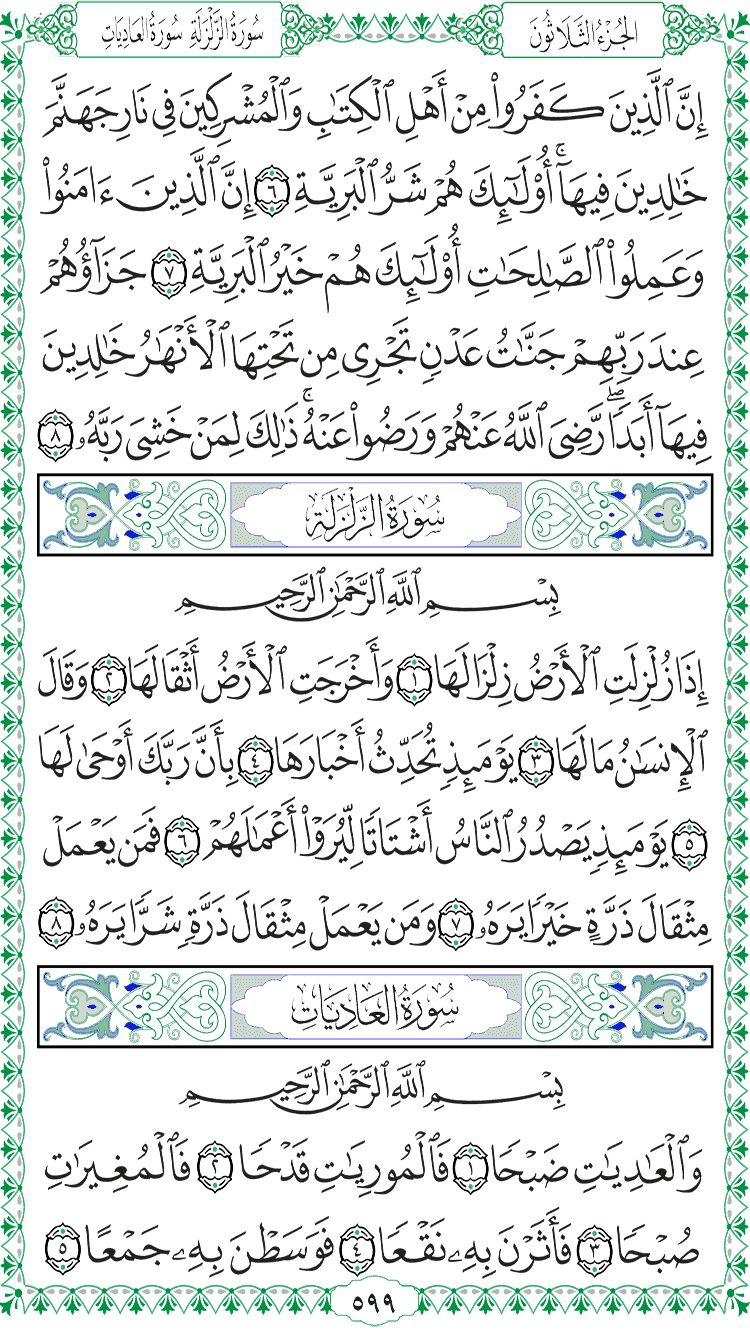 الجُزْءُ الثَّلَاثُونَ
سُورَةُ الزَّلْزَلَةِ سُورَةُ العَادِيَاتِ
إِنَّ ٱلَّذِينَ كَفَرُواْ مِنْ أَهْلِ ٱلْكِتَٰبِ وَٱلْمُشْرِكِينَ فِي نَارِ جَهَنَّمَ
خَٰلِدِينَ فِيهَآۚ أُوْلَٰٓئِكَ هُمْ شَرُّ ٱلْبَرِيَّةِ ٦ إِنَّ ٱلَّذِينَ ءَامَنُواْ
وَعَمِلُواْ ٱلصَّٰلِحَٰتِ أُوْلَٰٓئِكَ هُمْ خَيْرُ ٱلْبَرِيَّةِ ٧ جَزَآؤُهُمْ
عِندَ رَبِّهِمْ جَنَّٰتُ عَدْنٖ تَجْرِي مِن تَحْتِهَا ٱلْأَنْهَٰرُ خَٰلِدِينَ
فِيهَآ أَبَدٗاۖ رَّضِيَ ٱللَّهُ عَنْهُمْ وَرَضُواْ عَنْهُۚ ذَٰلِكَ لِمَنْ خَشِيَ رَبَّهُۥ ٨
سُورَةُ الزَّلْزَلَةِ
بِسْمِ ٱللَّهِ ٱلرَّحْمَٰنِ ٱلرَّحِيمِ
إِذَا زُلْزِلَتِ ٱلْأَرْضُ زِلْزَالَهَا ١ وَأَخْرَجَتِ ٱلْأَرْضُ أَثْقَالَهَا ٢ وَقَالَ
ٱلْإِنسَٰنُ مَا لَهَا ٣ يَوْمَئِذٖ تُحَدِّثُ أَخْبَارَهَا ٤ بِأَنَّ رَبَّكَ أَوْحَىٰ لَهَا
٥ يَوْمَئِذٖ يَصْدُرُ ٱلنَّاسُ أَشْتَاتٗا لِّيُرَوْاْ أَعْمَٰلَهُمْ ٦ فَمَن يَعْمَلْ
مِثْقَالَ ذَرَّةٍ خَيْرٗا يَرَهُۥ ٧ وَمَن يَعْمَلْ مِثْقَالَ ذَرَّةٖ شَرّٗا يَرَهُۥ ٨
سُورَةُ العَادِيَاتِ
بِسْمِ ٱللَّهِ ٱلرَّحْمَٰنِ ٱلرَّحِيمِ
وَٱلْعَٰدِيَٰتِ ضَبْحٗا ١ فَٱلْمُورِيَٰتِ قَدْحٗا ٢ فَٱلْمُغِيرَٰتِ
صُبْحٗا ٣ فَأَثَرْنَ بِهِۦ نَقْعٗا ٤ فَوَسَطْنَ بِهِۦ جَمْعًا ٥
٥٩٩